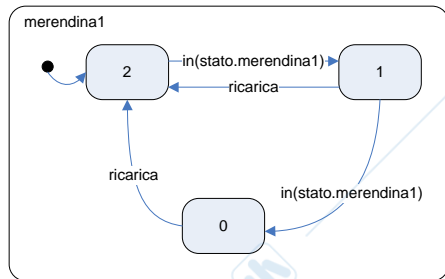 merendina1
2
in(stato.merendina1)
1
ricarica
ricarica
in(stato.merendina1)
0